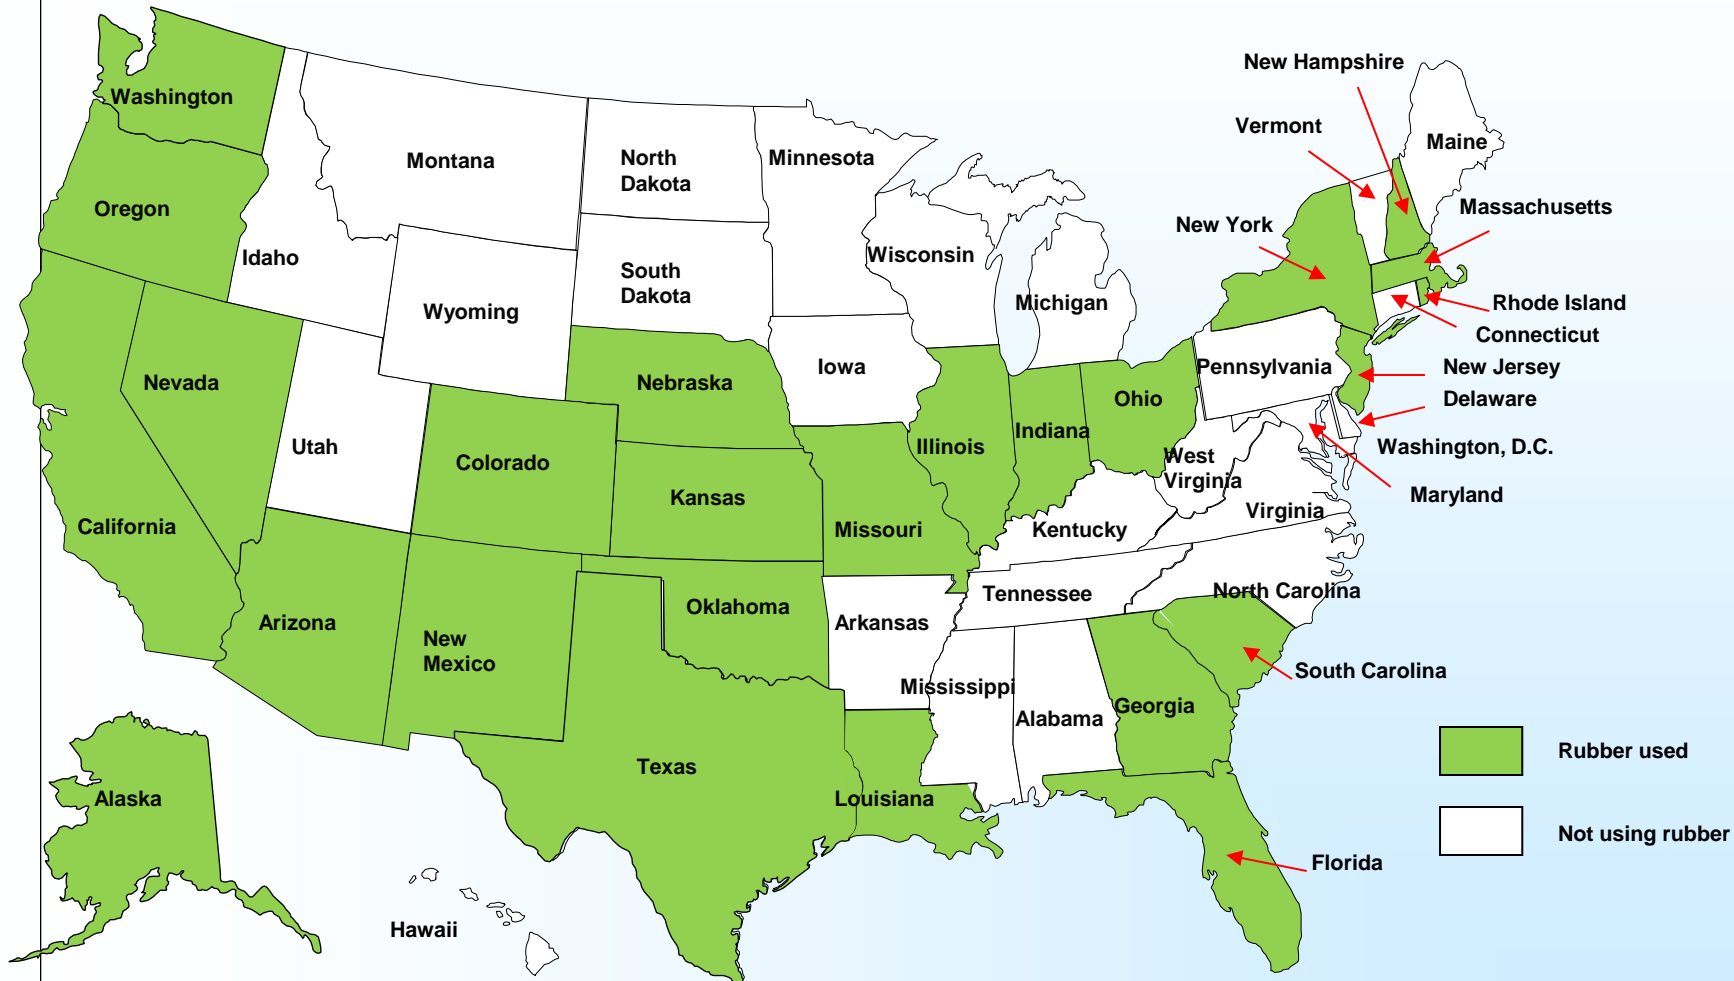 New Hampshire
Washington
Vermont
Maine
Montana
North
Dakota
Minnesota
Oregon
New York
Massachusetts
Idaho
Wisconsin
South
Dakota
Michigan
Rhode Island
Wyoming
Connecticut
Iowa
Pennsylvania
New Jersey
Nevada
Nebraska
Ohio
Delaware
Utah
Colorado
Illinois
Indiana
Washington, D.C.
West
Virginia
Kansas
Maryland
California
Missouri
Kentucky
Virginia
Oklahoma
Tennessee
North Carolina
Arizona
Arkansas
New
Mexico
South Carolina
Mississippi
Alabama
Georgia
Texas
Rubber used
Alaska
Louisiana
Not using rubber
Florida
Hawaii